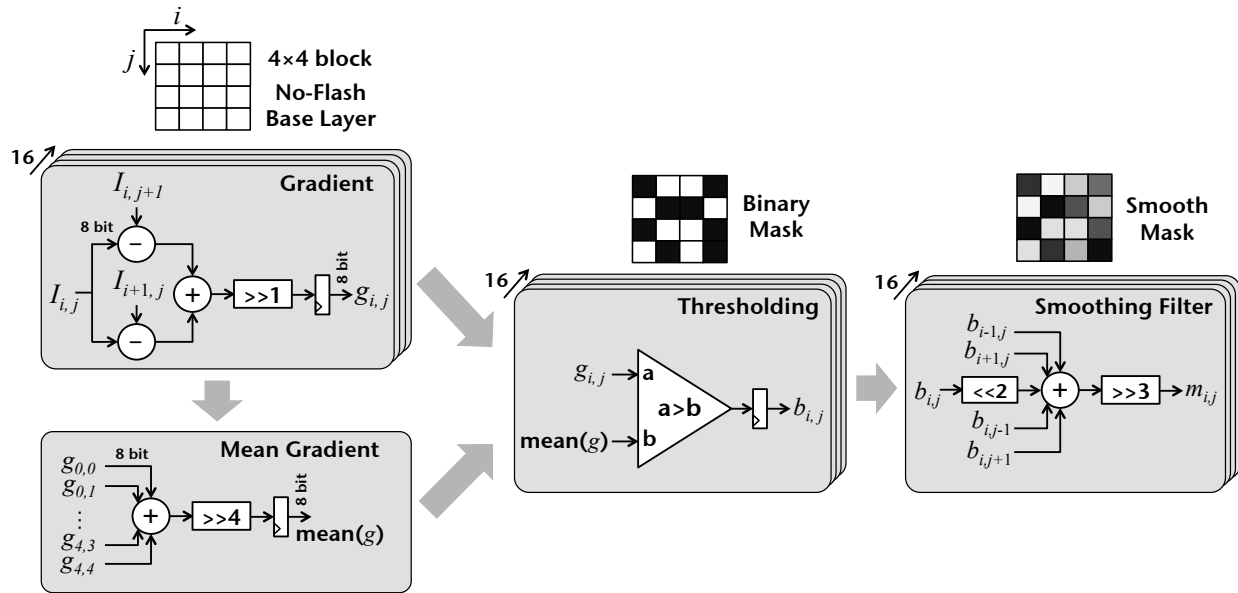 i
j
4×4 block
No-Flash
Base Layer
16
Gradient
I_{i, j+1}
8 bit
−
I_{i,j}
I_{i+1, j}
+
>>1
8 bit
g_{i, j}
−
Mean Gradient
g_{0,0}
8 bit
g_{0,1}
⋮
g_{4,3}
g_{4,4}
+
>>4
8 bit
mean(g)
Binary
Mask
16
Thresholding
g_{i, j}
a
a>b
b_{i, j}
mean(g)
b
Smooth
Mask
16
Smoothing Filter
b_{i-1,j}
b_{i+1,j}
b_{i,j}
<<2
+
>>3
m_{i,j}
b_{i,j-1}
b_{i,j+1}